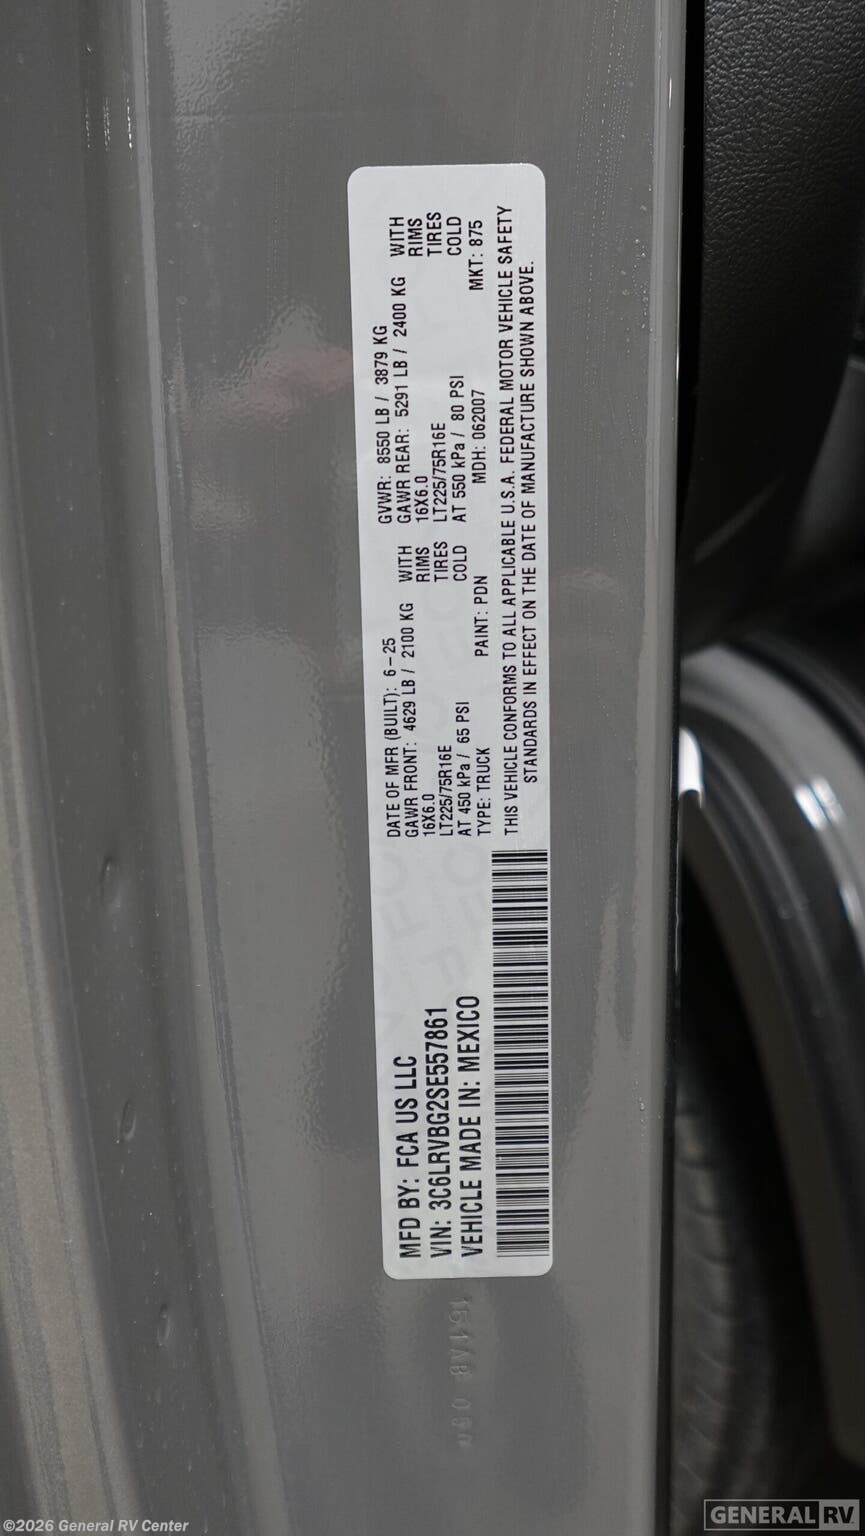 MFD BY: FCA US LLC
VIN: 3C6LRVBG2SE557861
VEHICLE MADE IN: MEXICO
DATE OF MFR (BUILT): 6-25 GVWR: 8550 LB / 3879 KG
GAWR FRONT: 4629 LB / 2100 KG WITH GAWR REAR: 5291 LB / 2400 KG WITH
16X6.0 RIMS 16X6.0 RIMS
LT225/75R16E TIRES LT225/75R16E TIRES
AT 450 kPa / 65 PSI COLD AT 550 kPa / 80 PSI COLD
TYPE: TRUCK PAINT: PDN MDH: 062007 MKT: 875
THIS VEHICLE CONFORMS TO ALL APPLICABLE U.S.A. FEDERAL MOTOR VEHICLE SAFETY
STANDARDS IN EFFECT ON THE DATE OF MANUFACTURE SHOWN ABOVE.
©2026 General RV Center
GENERAL RV